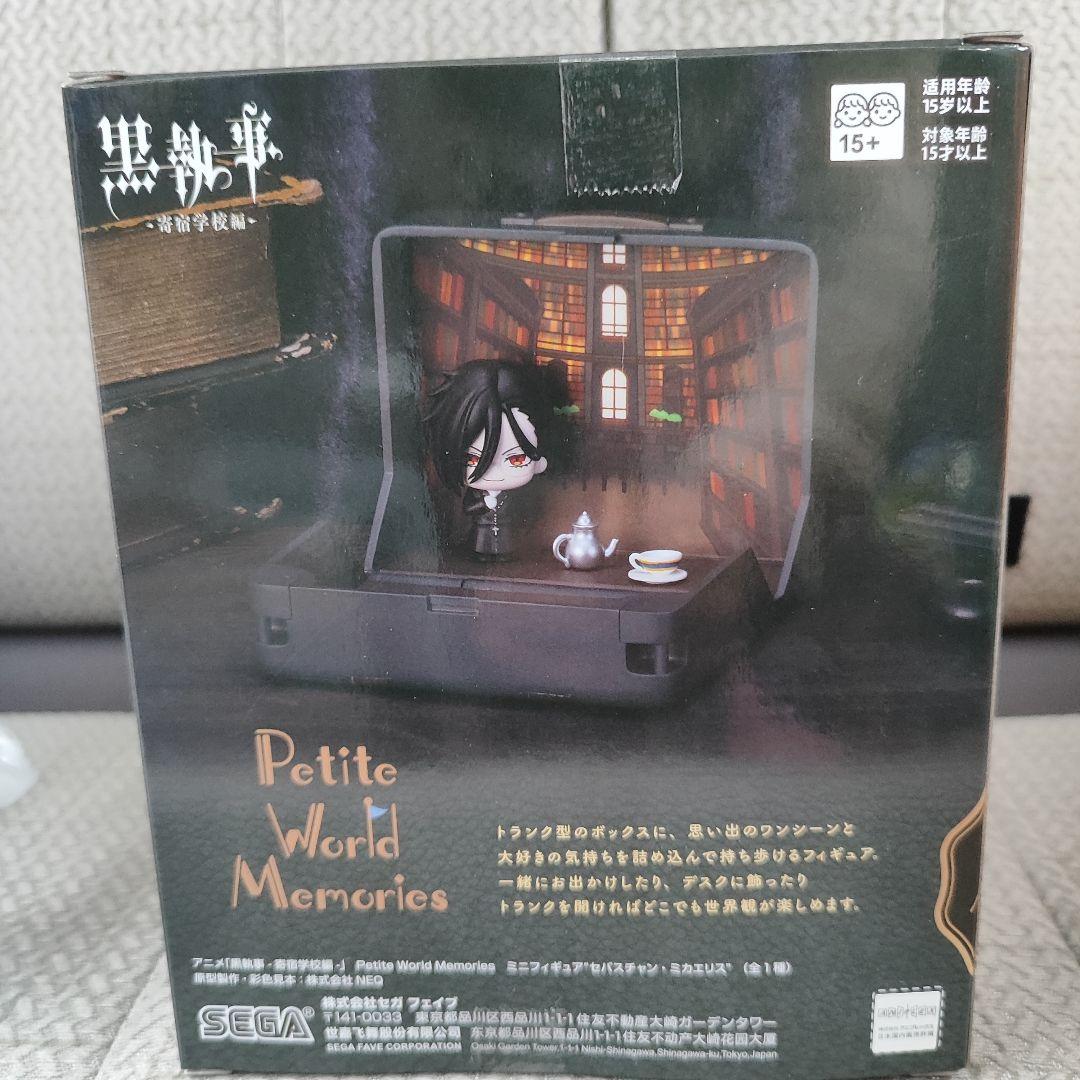 黒執事
-寄宿学校編-
15+
适用年龄
15岁以上
対象年齢
15才以上
Petite
World
Memories
トランク型のボックスに、思い出のワンシーンと
大好きの気持ちを詰め込んで持ち歩けるフィギュア。
一緒にお出かけしたり、デスクに飾ったり
トランクを開ければどこでも世界観が楽しめます。
アニメ「黒執事 -寄宿学校編-」 Petite World Memories ミニフィギュア"セバスチャン・ミカエリス" (全1種)
原型製作・彩色見本:株式会社 NEO
SEGA®
株式会社セガ フェイブ
〒141-0033 東京都品川区西品川1-1-1住友不動産大崎ガーデンタワー
世嘉飞舞股份有限公司 东京都品川区西品川1-1-1住友不动产大崎花园大厦
SEGA FAVE CORPORATION Osaki Garden Tower,1-1-1 Nishi-Shinagawa,Shinagawa-ku,Tokyo,Japan